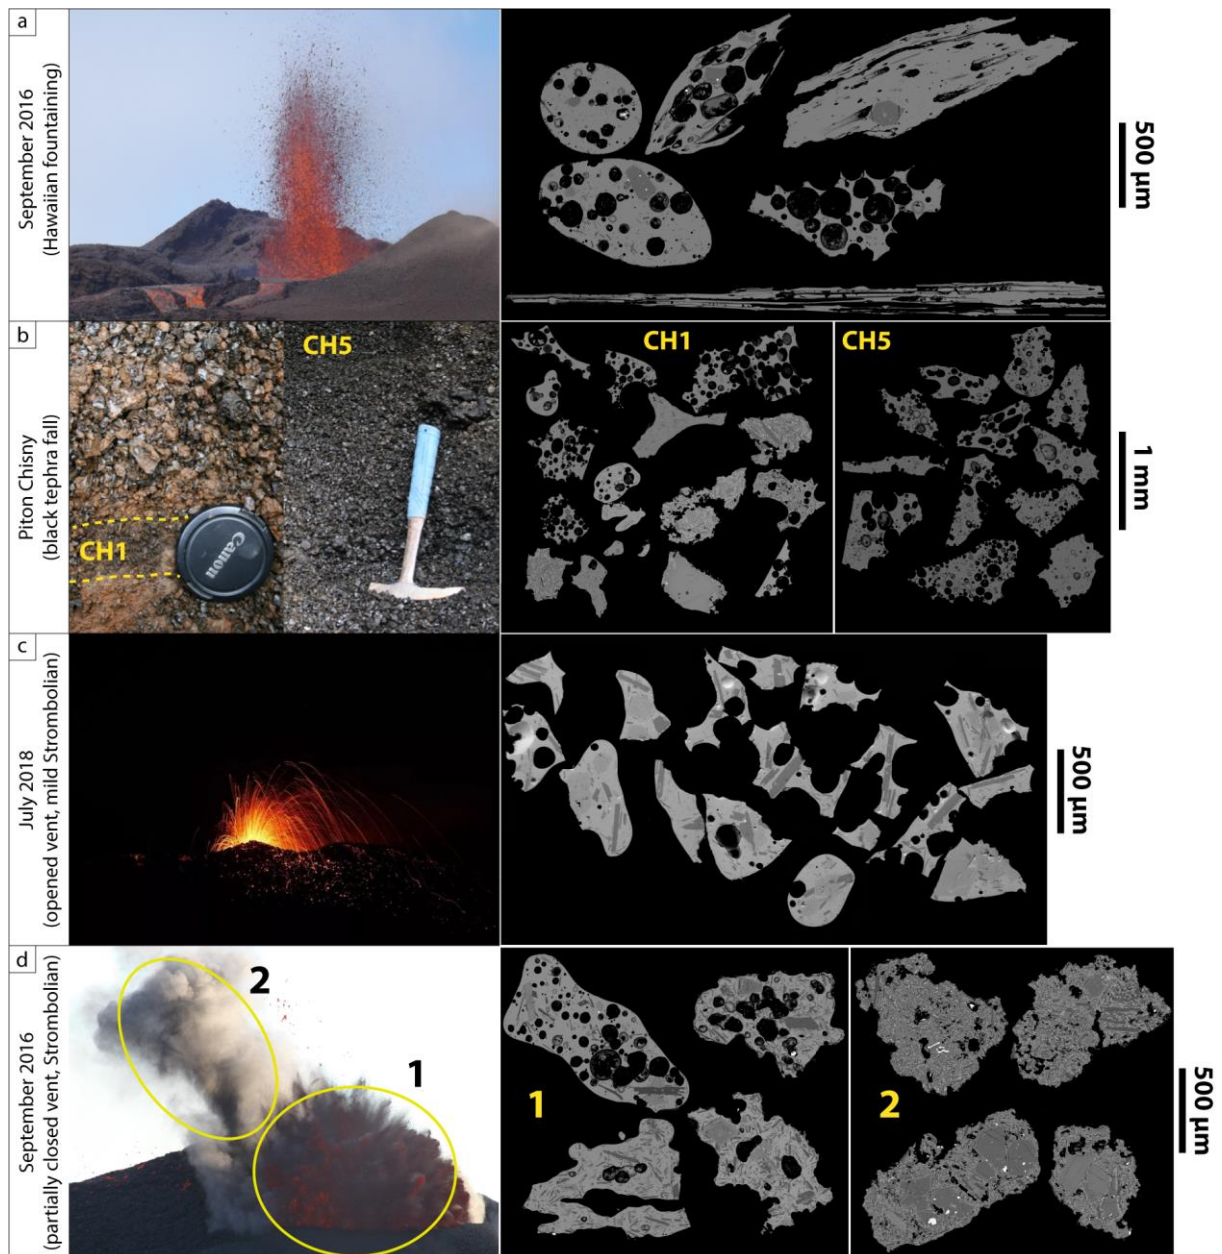 a
September 2016
(Hawaiian fountaining)
500 µm
b
Piton Chisny
(black tephra fall)
CH1
Canon
CH5
CH1
CH5
1 mm
c
July 2018
(opened vent, mild Strombolian)
500 µm
d
September 2016
(partially closed vent, Strombolian)
2
1
1
2
500 µm